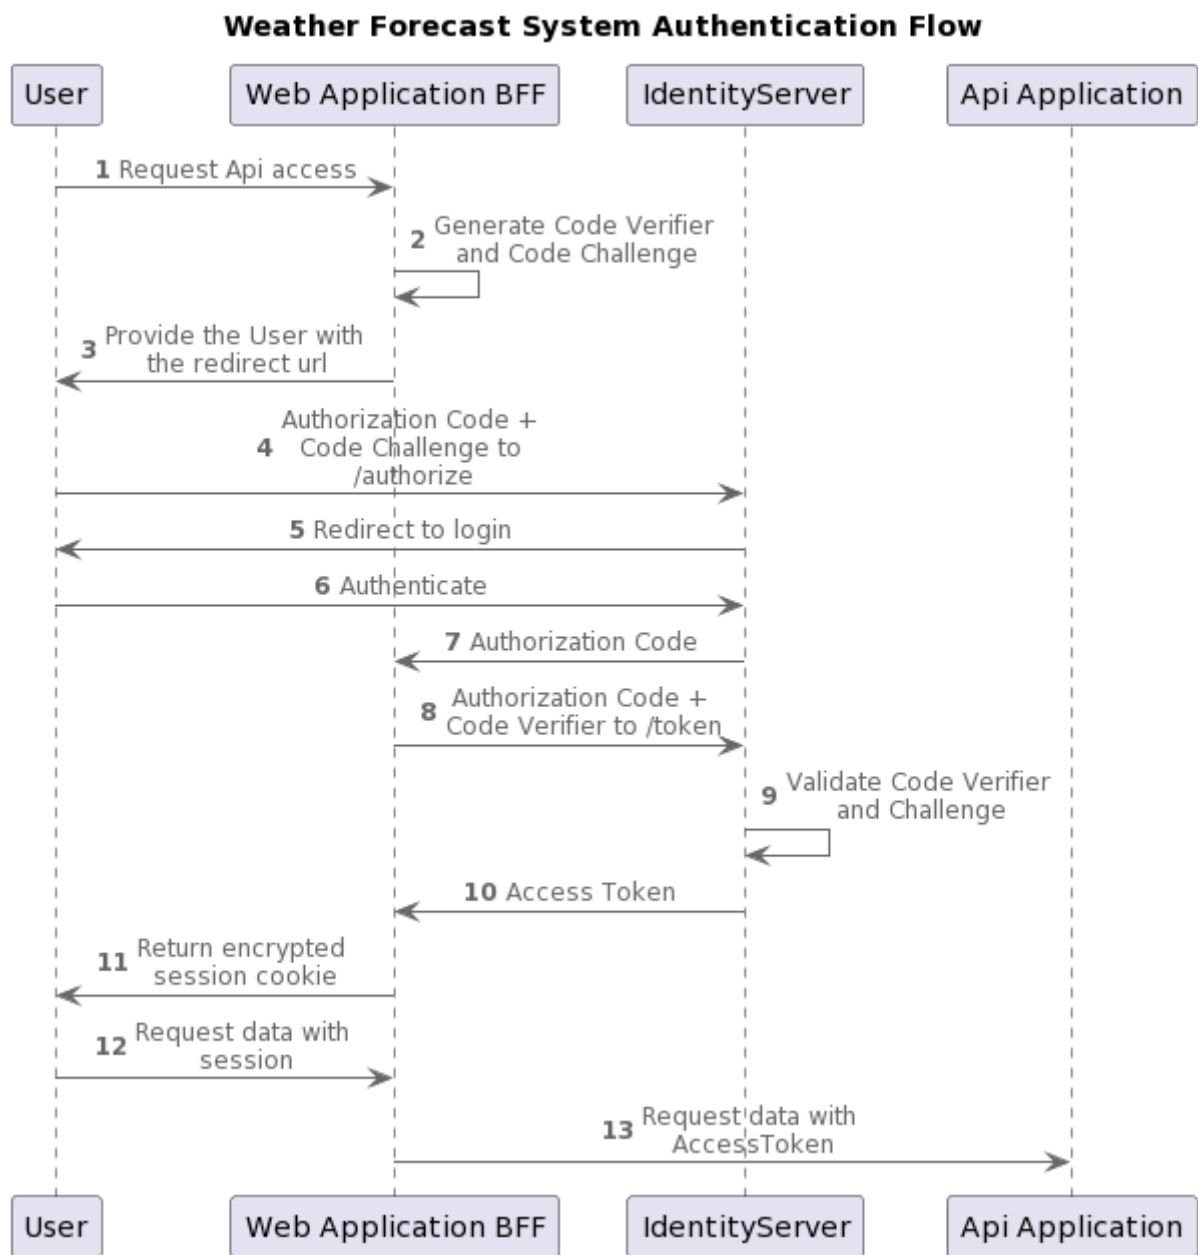 Weather Forecast System Authentication Flow
User Web Application BFF IdentityServer Api Application
1 Request Api access
2 Generate Code Verifier
and Code Challenge
3 Provide the User with
the redirect url
Authorization Code +
4 Code Challenge to
/authorize
5 Redirect to login
6 Authenticate
7 Authorization Code
8 Authorization Code +
Code Verifier to /token
9 Validate Code Verifier
and Challenge
10 Access Token
11 Return encrypted
session cookie
12 Request data with
session
13 Request data with
AccessToken
User Web Application BFF IdentityServer Api Application